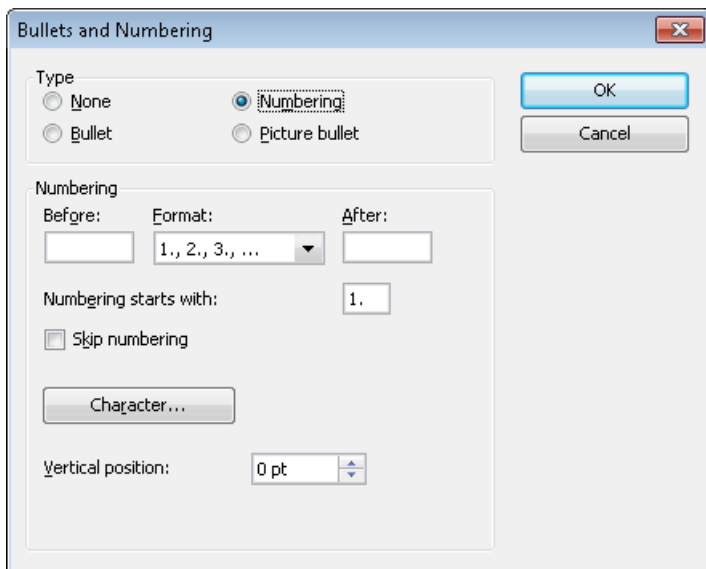 Bullets and Numbering
Type
None
Numbering
OK
Bullet
Picture bullet
Cancel
Numbering
Before:
Format:
After:
1., 2., 3., ...
Numbering starts with:
1.
Skip numbering
Character...
Vertical position:
0 pt